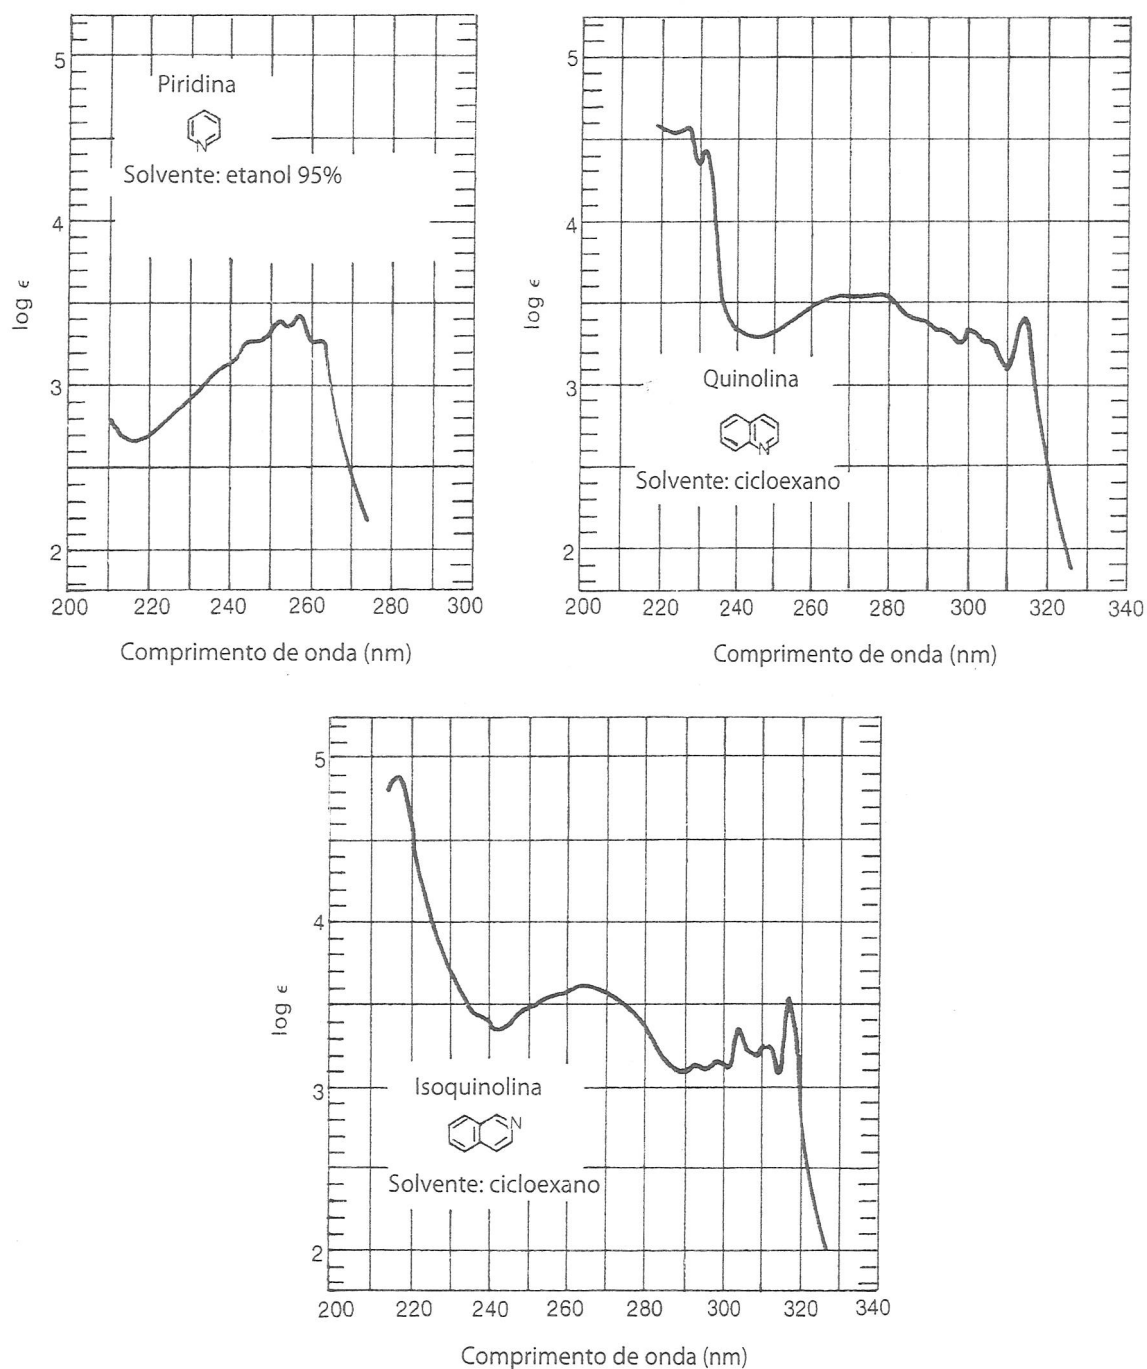 5
Piridina
N
Solvente: etanol 95%
4
log ϵ
3
2
200 220 240 260 280 300
Comprimento de onda (nm)
5
4
log ϵ
3
Quinolina
N
Solvente: cicloexano
2
200 220 240 260 280 300 320 340
Comprimento de onda (nm)
5
4
log ϵ
3
Isoquinolina
N
Solvente: cicloexano
2
200 220 240 260 280 300 320 340
Comprimento de onda (nm)